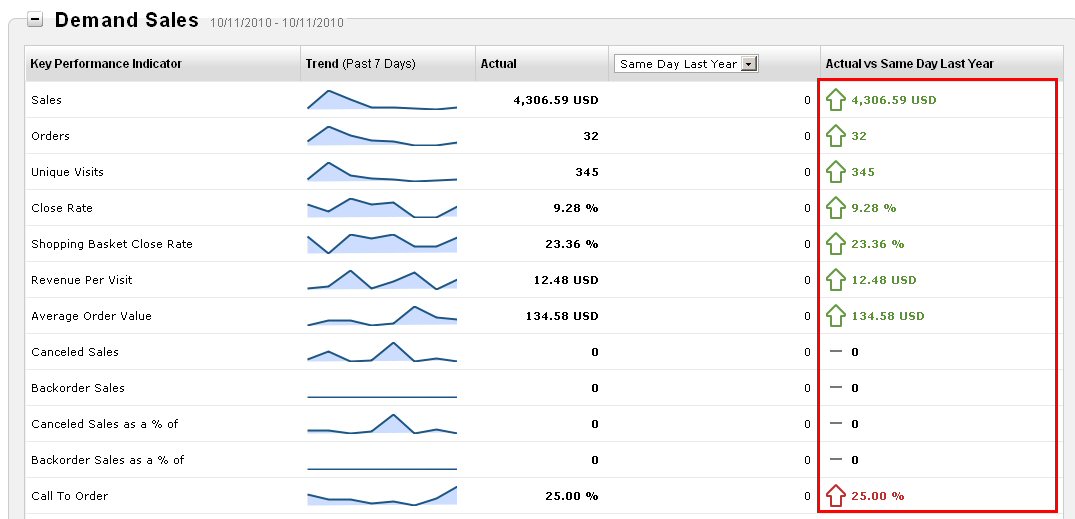 Demand Sales 10/11/2010 - 10/11/2010
Key Performance Indicator Trend (Past 7 Days) Actual Same Day Last Year Actual vs Same Day Last Year
Sales 4,306.59 USD 0 4,306.59 USD
Orders 32 0 32
Unique Visits 345 0 345
Close Rate 9.28 % 0 9.28 %
Shopping Basket Close Rate 23.36 % 0 23.36 %
Revenue Per Visit 12.48 USD 0 12.48 USD
Average Order Value 134.58 USD 0 134.58 USD
Canceled Sales 0 0 0
Backorder Sales 0 0 0
Canceled Sales as a % of 0 0 0
Backorder Sales as a % of 0 0 0
Call To Order 25.00 % 0 25.00 %